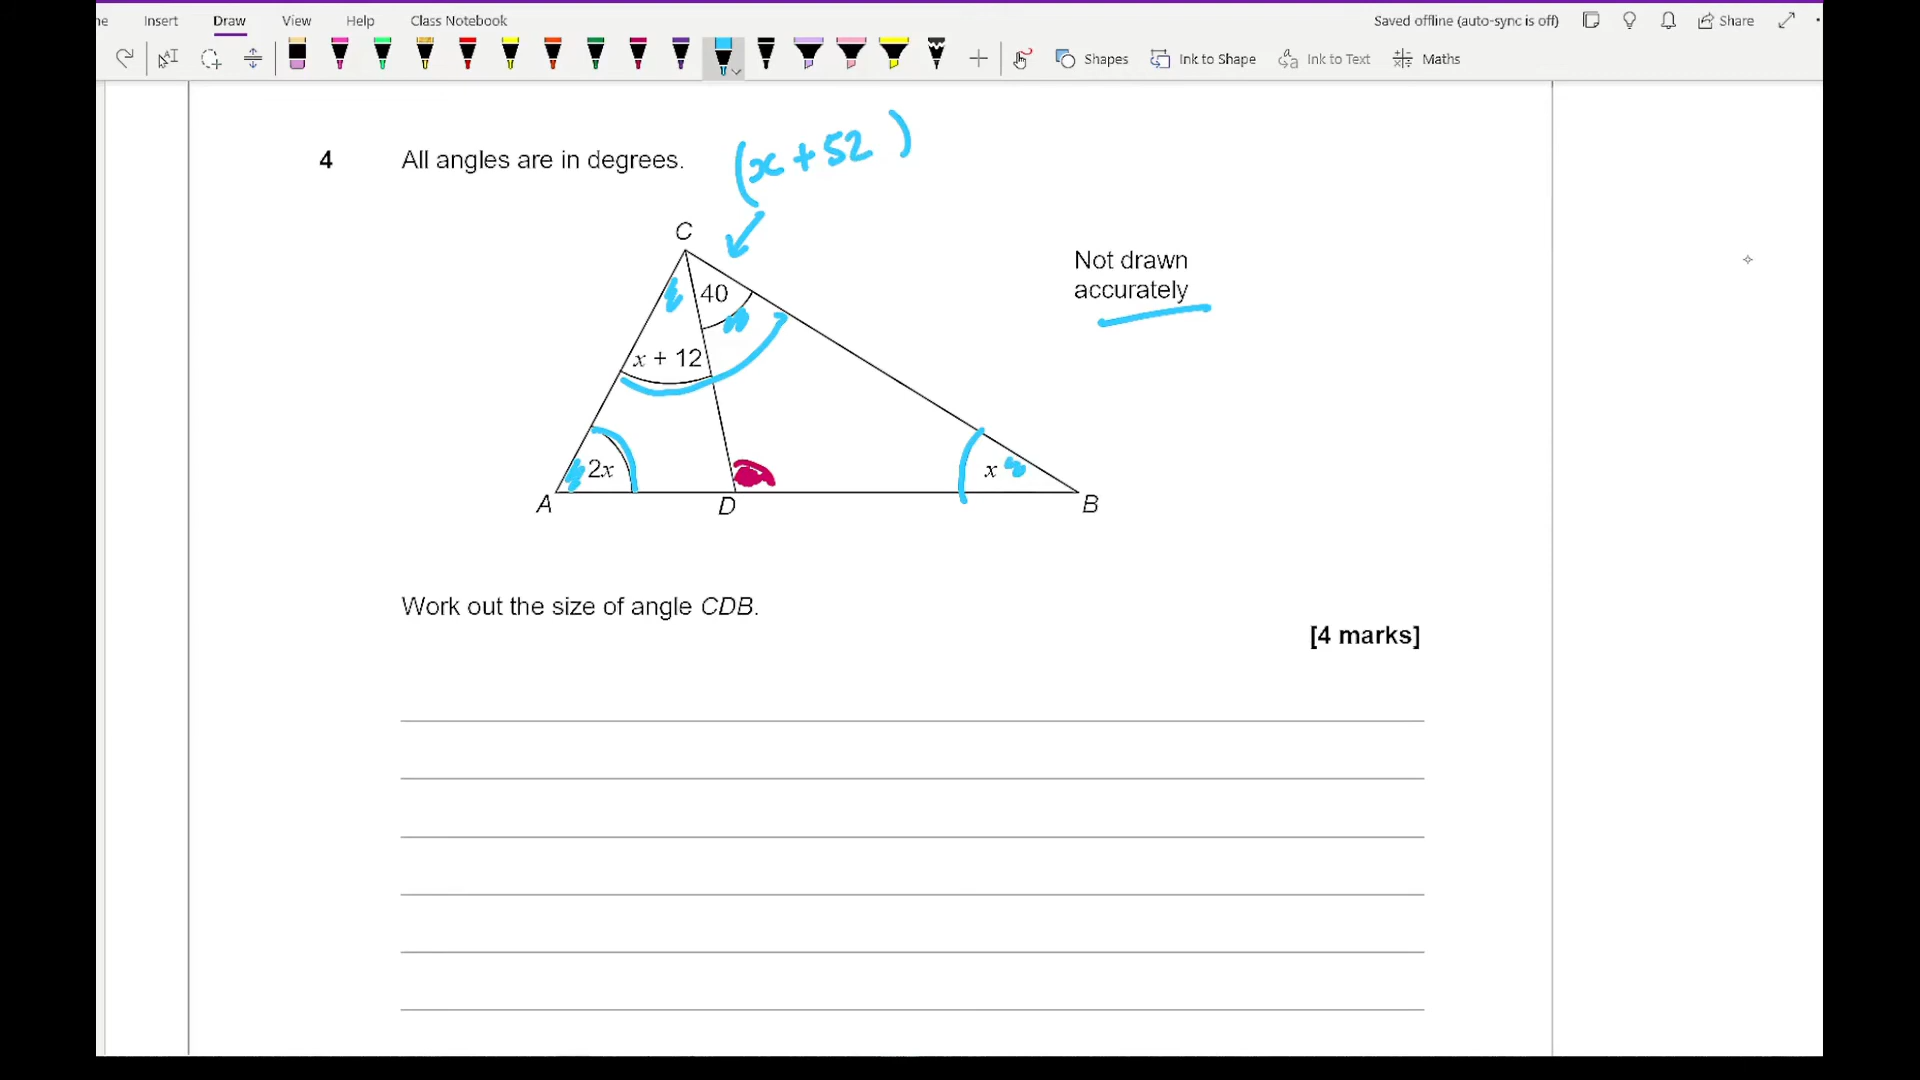 Insert Draw View Help Class Notebook Saved offline (auto-sync is off) Share
Shapes Ink to Shape Ink to Text Maths
4 All angles are in degrees.
(x + 52 )
C
Not drawn
accurately
40
x + 12
2x
x
A
D
B
Work out the size of angle CDB.
[4 marks]